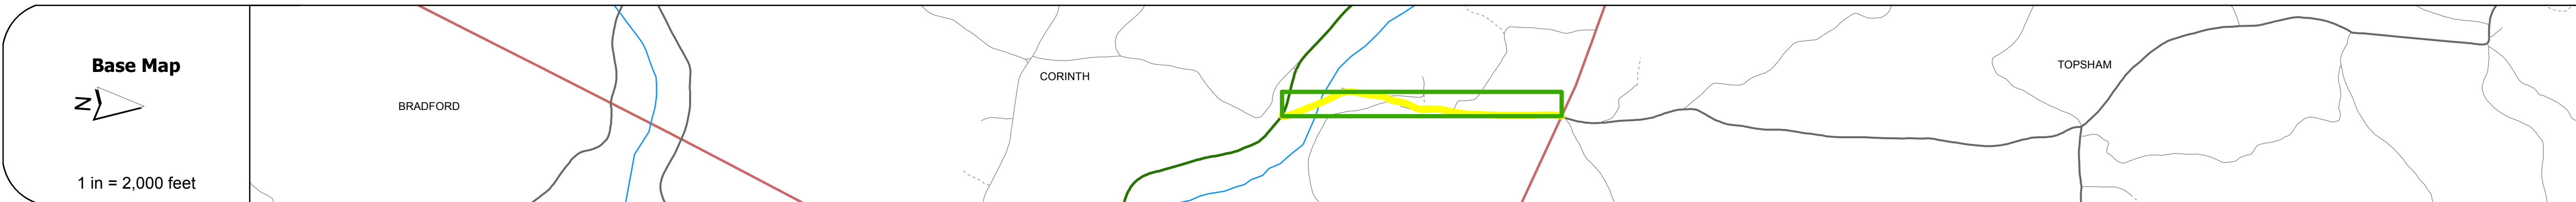 Base Map
N
1 in = 2,000 feet
BRADFORD
CORINTH
TOPSHAM